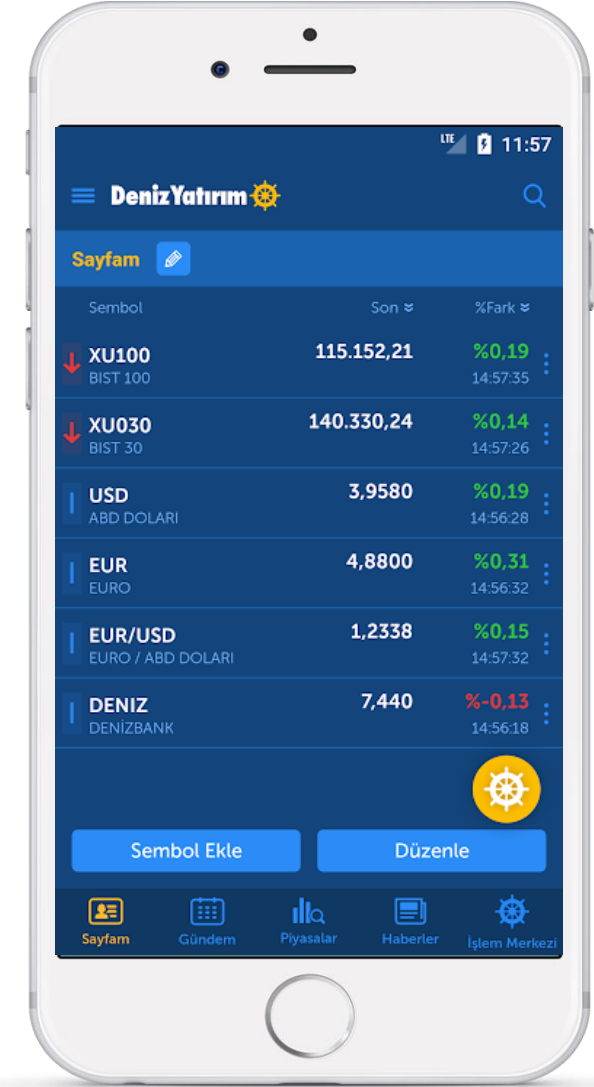 LTE 11:57
DenizYatırım
Sayfam
Sembol Son %Fark
XU100 115.152,21 %0,19
BIST 100 14:57:35
XU030 140.330,24 %0,14
BIST 30 14:57:26
USD 3,9580 %0,19
ABD DOLARI 14:56:28
EUR 4,8800 %0,31
EURO 14:56:32
EUR/USD 1,2338 %0,15
EURO / ABD DOLARI 14:57:32
DENIZ 7,440 %-0,13
DENİZBANK 14:56:18
Sembol Ekle Düzenle
Sayfam Gündem Piyasalar Haberler İşlem Merkezi